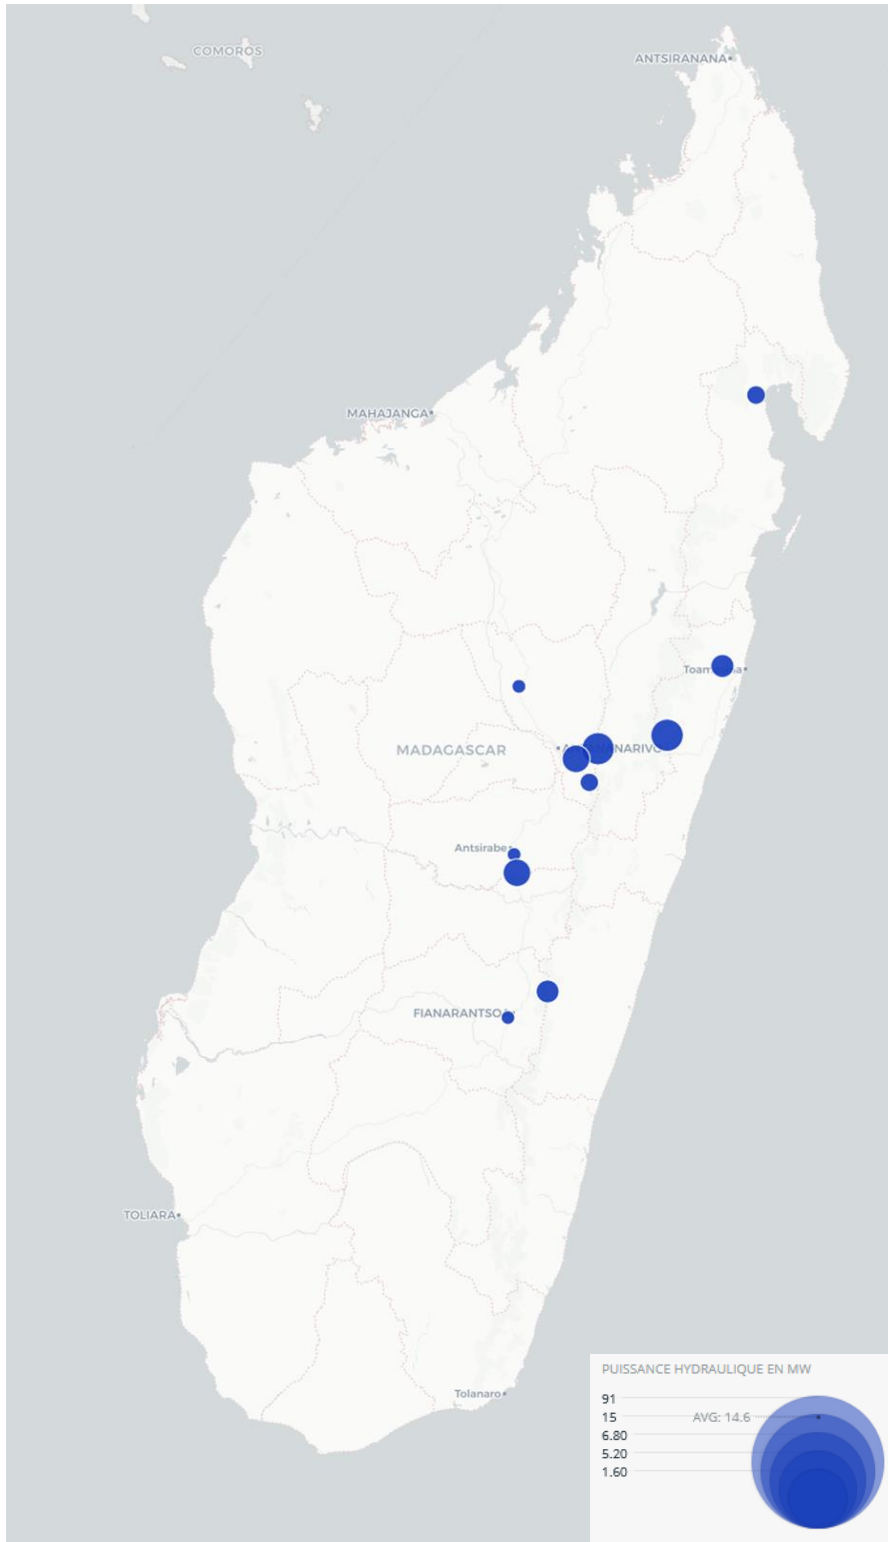 COMOROS
ANTSIRANANA
MAHAJANGA
MADAGASCAR
Antsirabe
FIANARANTSO
TOLIARA
Tolanaro
PUISSANCE HYDRAULIQUE EN MW
91
15
AVG: 14.6
6.80
5.20
1.60